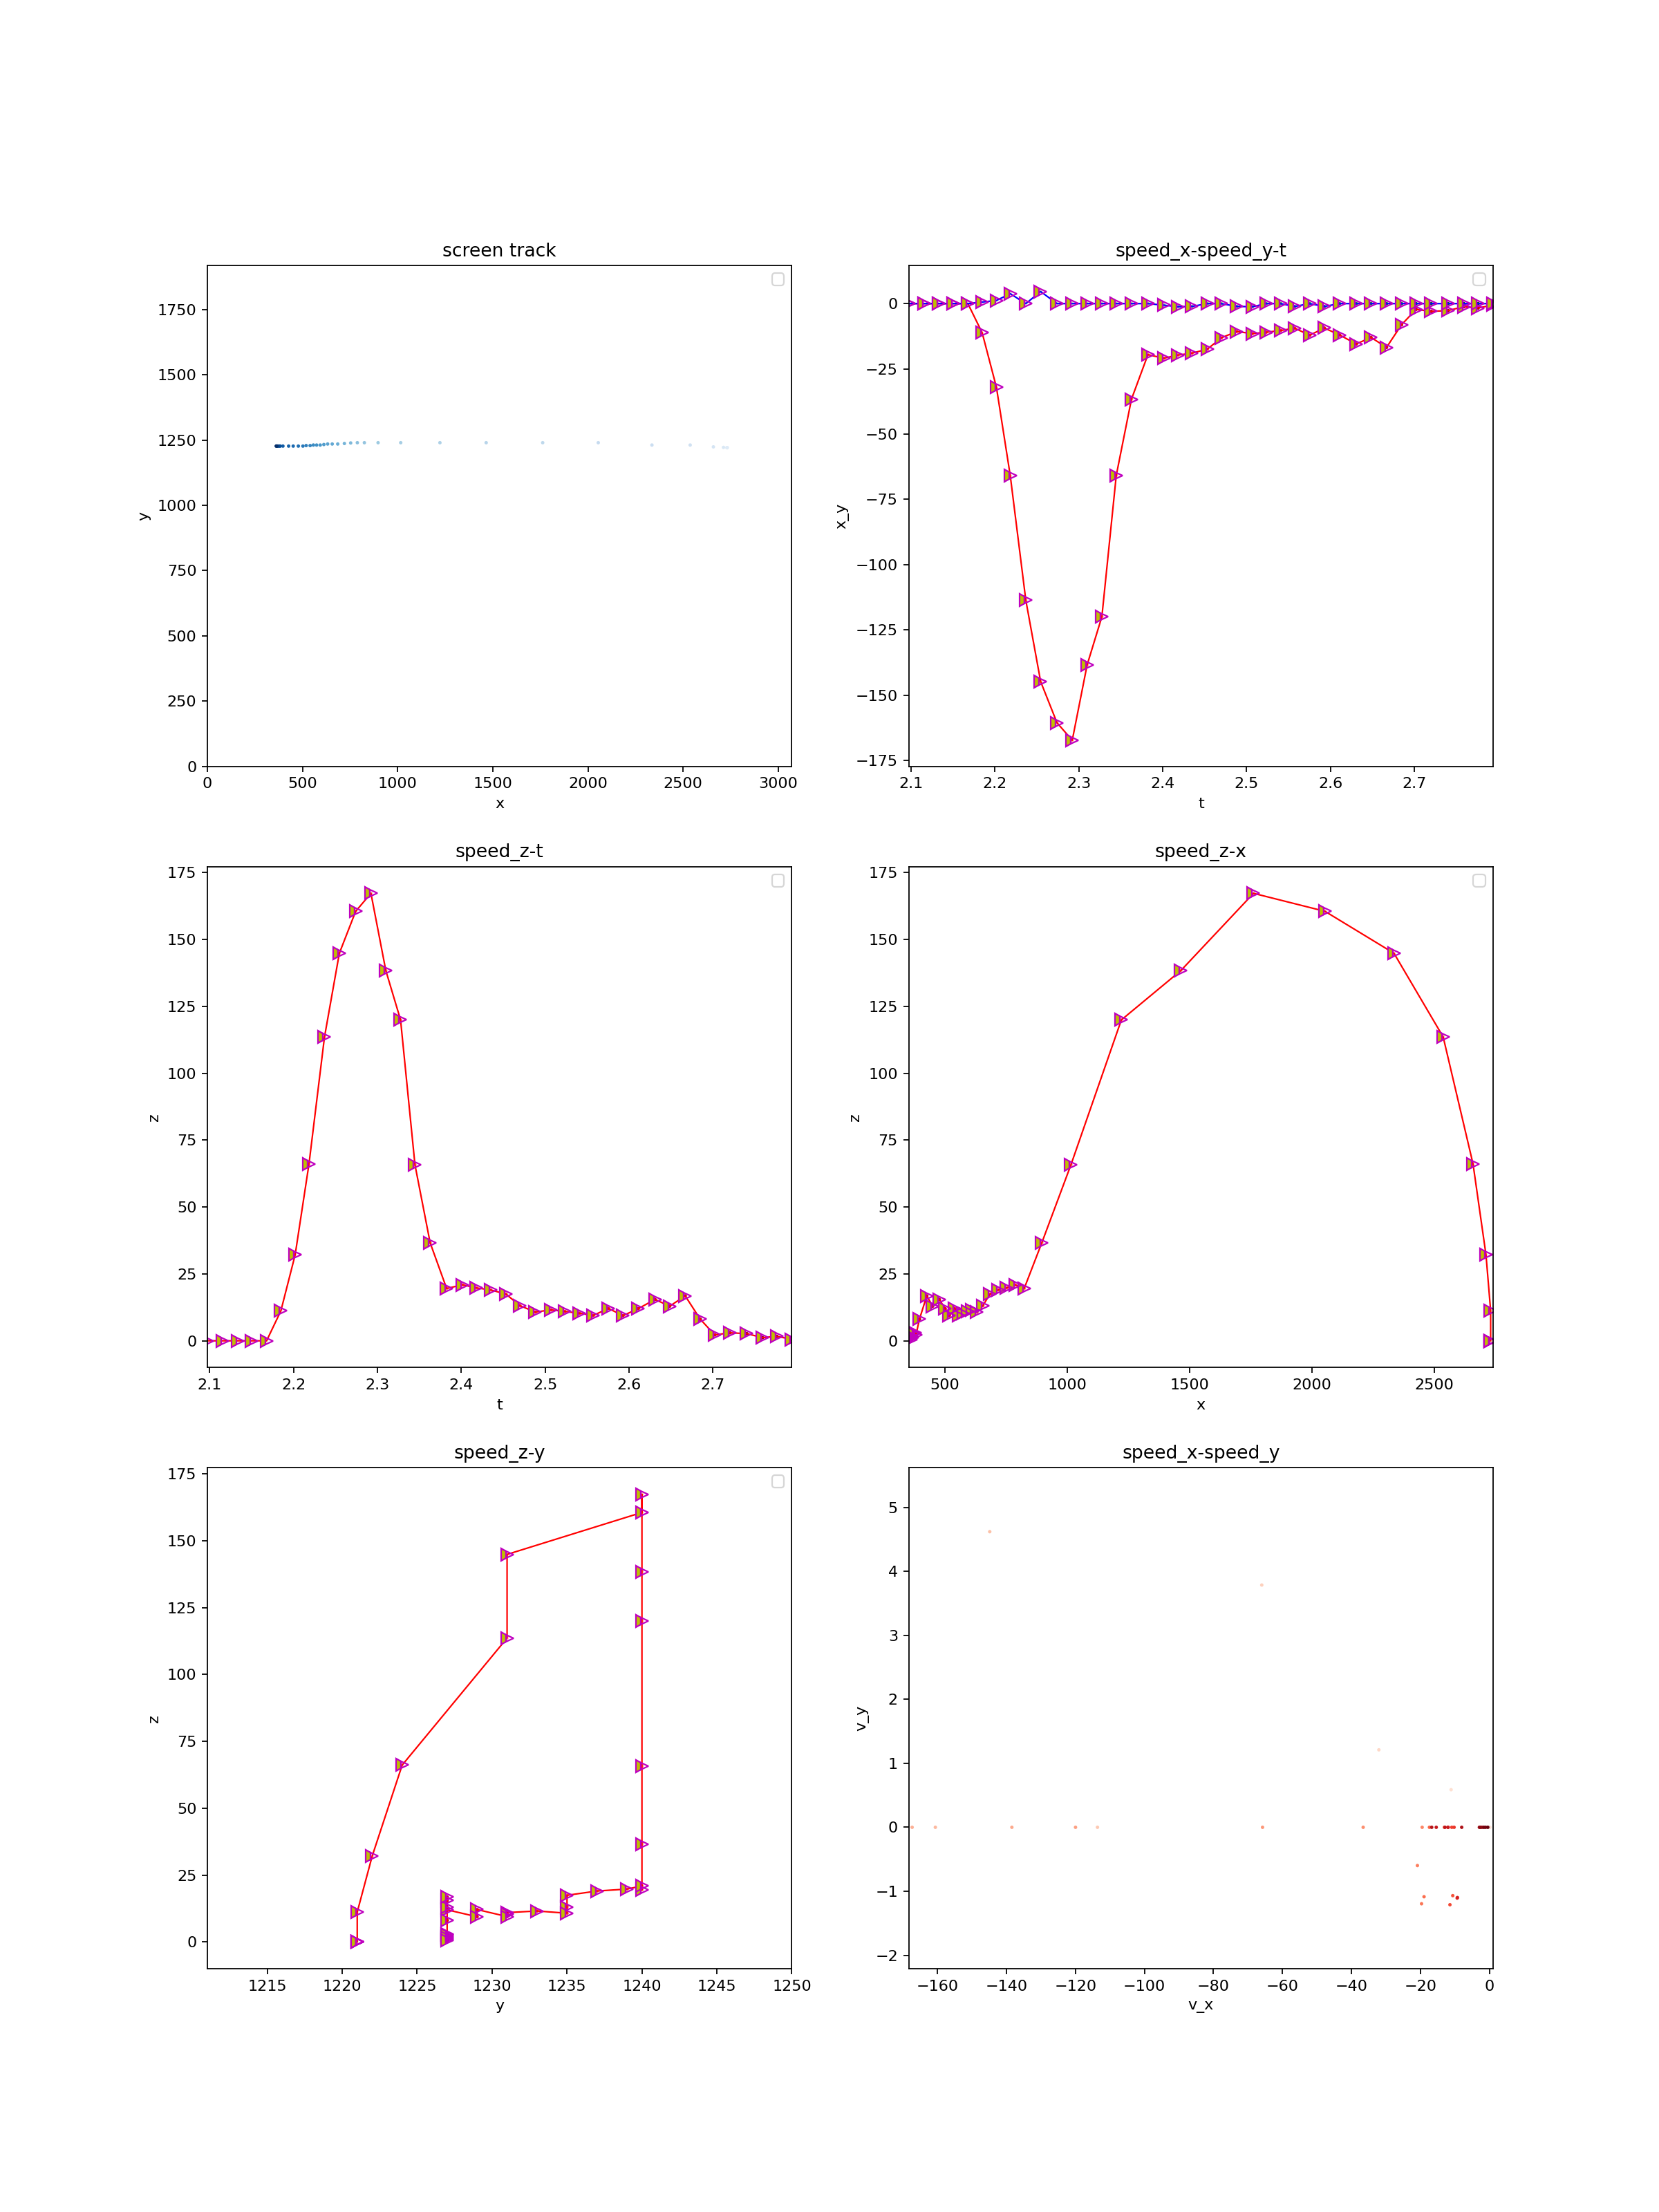 screen track
1750
1500
1250
1000
750
500
250
0
y
0 500 1000 1500 2000 2500 3000
x
speed_x-speed_y-t
0
−25
−50
−75
−100
−125
−150
−175
x_y
2.1 2.2 2.3 2.4 2.5 2.6 2.7
t
speed_z-t
175
150
125
100
75
50
25
0
z
2.1 2.2 2.3 2.4 2.5 2.6 2.7
t
speed_z-x
175
150
125
100
75
50
25
0
z
500 1000 1500 2000 2500
x
speed_z-y
175
150
125
100
75
50
25
0
z
1215 1220 1225 1230 1235 1240 1245 1250
y
speed_x-speed_y
5
4
3
2
1
0
−1
−2
v_y
−160 −140 −120 −100 −80 −60 −40 −20 0
v_x